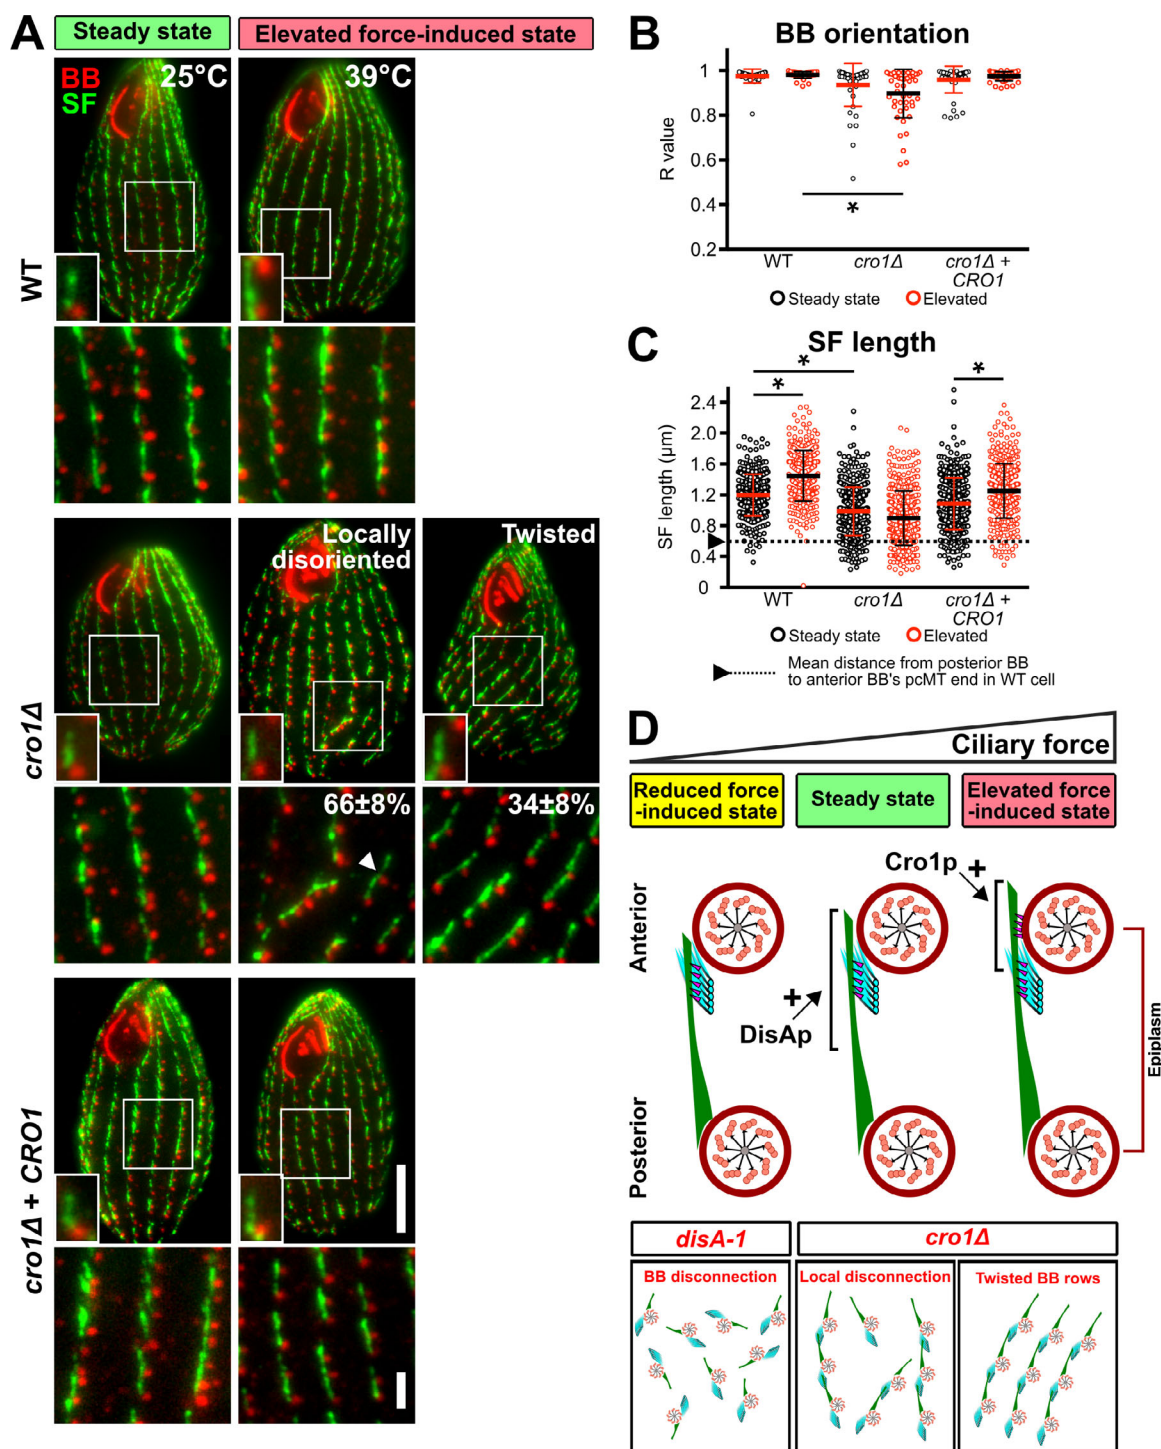 A
Steady state
Elevated force-induced state
BB
SF
25°C
39°C
WT
cro1Δ
Locally
disoriented
Twisted
66±8%
34±8%
cro1Δ + CRO1
B
BB orientation
R value
1
0.8
0.6
0.4
0.2
*
WT
cro1Δ
cro1Δ +
CRO1
Steady state
Elevated
C
SF length
SF length (µm)
2.4
2.0
1.6
1.2
0.8
0.4
0
*
*
*
WT
cro1Δ
cro1Δ +
CRO1
Steady state
Elevated
Mean distance from posterior BB
to anterior BB's pcMT end in WT cell
D
Ciliary force
Reduced force
-induced state
Steady state
Elevated force
-induced state
Anterior
Posterior
Cro1p +
+
DisAp
Epiplasm
disA-1
cro1Δ
BB disconnection
Local disconnection
Twisted BB rows